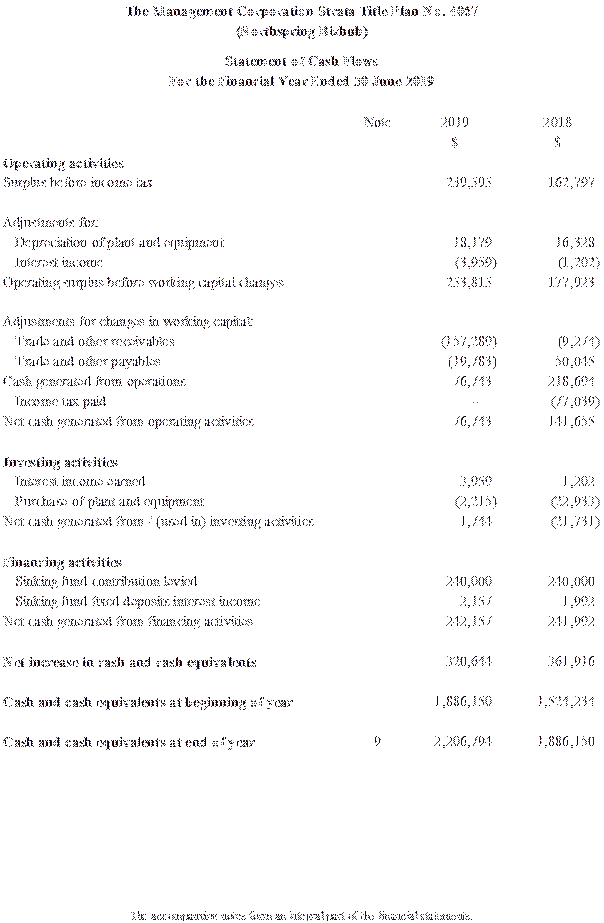 The Management Corporation Strata Title Plan No. 4057
(Northspring Bizhub)
Statement of Cash Flows
For the Financial Year Ended 30 June 2019
Note 2019 2018
$ $
Operating activities
Surplus before income tax 239,595 162,797
Adjustments for:
Depreciation of plant and equipment 18,179 16,328
Interest income (3,959) (1,202)
Operating surplus before working capital changes 253,815 177,923
Adjustments for changes in working capital:
Trade and other receivables (157,289) (9,274)
Trade and other payables (19,783) 50,045
Cash generated from operations 76,743 218,694
Income tax paid - (77,039)
Net cash generated from operating activities 76,743 141,655
Investing activities
Interest income earned 3,959 1,202
Purchase of plant and equipment (2,215) (22,933)
Net cash generated from / (used in) investing activities 1,744 (21,731)
Financing activities
Sinking fund contribution levied 240,000 240,000
Sinking fund fixed deposits interest income 2,157 1,992
Net cash generated from financing activities 242,157 241,992
Net increase in cash and cash equivalents 320,644 361,916
Cash and cash equivalents at beginning of year 1,886,150 1,524,234
Cash and cash equivalents at end of year 9 2,206,794 1,886,150
The accompanying notes form an integral part of the financial statements.